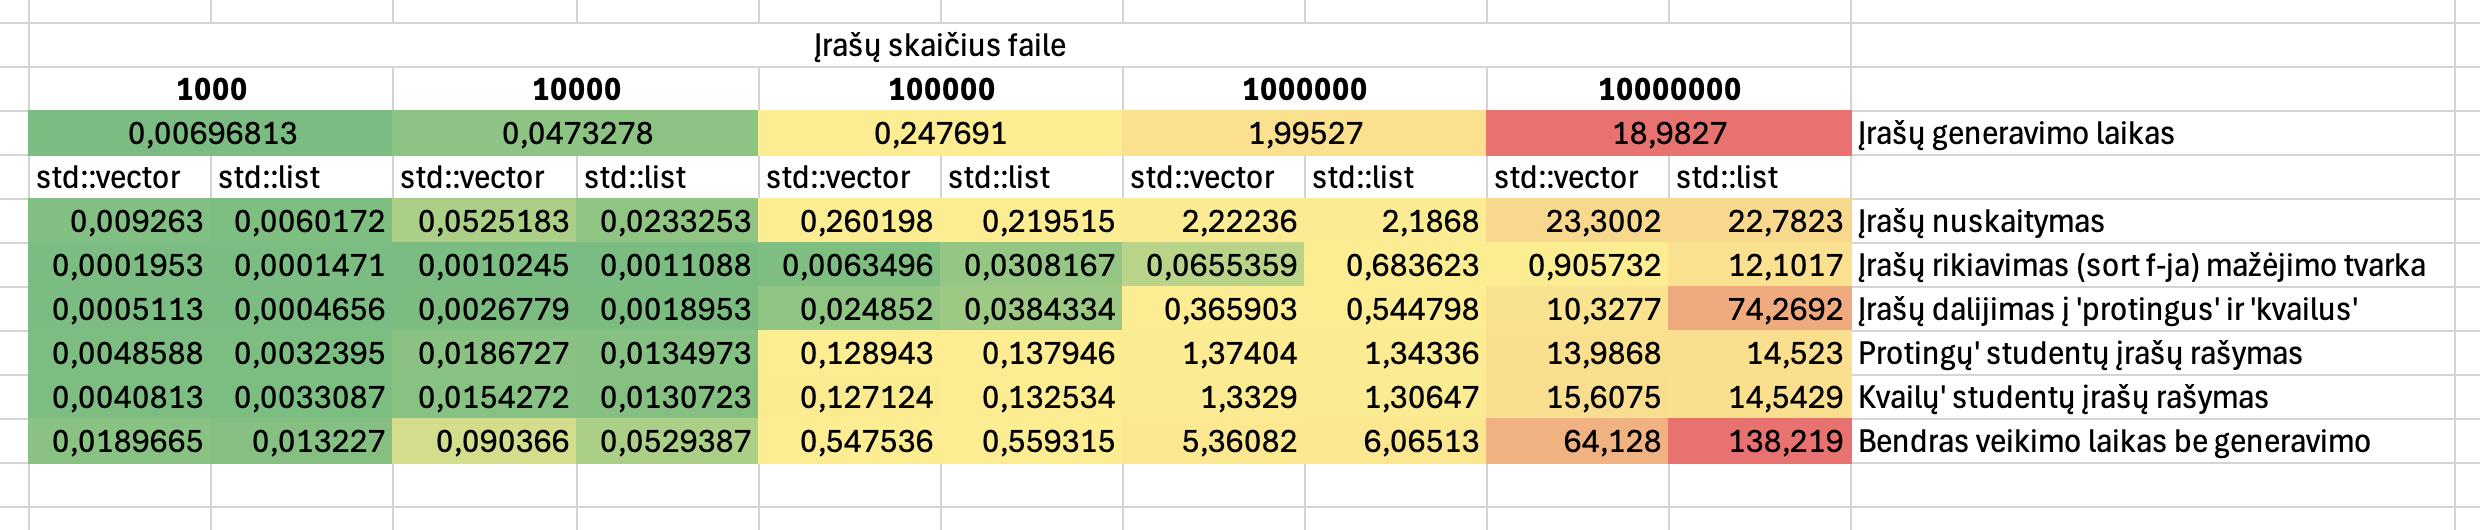 Įrašų skaičius faile
1000 10000 100000 1000000 10000000
0,00696813 0,0473278 0,247691 1,99527 18,9827 Įrašų generavimo laikas
std::vector std::list std::vector std::list std::vector std::list std::vector std::list std::vector std::list
0,009263 0,0060172 0,0525183 0,0233253 0,260198 0,219515 2,22236 2,1868 23,3002 22,7823 Įrašų nuskaitymas
0,0001953 0,0001471 0,0010245 0,0011088 0,0063496 0,0308167 0,0655359 0,683623 0,905732 12,1017 Įrašų rikiavimas (sort f-ja) mažėjimo tvarka
0,0005113 0,0004656 0,0026779 0,0018953 0,024852 0,0384334 0,365903 0,544798 10,3277 74,2692 Įrašų dalijimas į 'protingus' ir 'kvailus'
0,0048588 0,0032395 0,0186727 0,0134973 0,128943 0,137946 1,37404 1,34336 13,9868 14,523 Protingų' studentų įrašų rašymas
0,0040813 0,0033087 0,0154272 0,0130723 0,127124 0,132534 1,3329 1,30647 15,6075 14,5429 Kvailų' studentų įrašų rašymas
0,0189665 0,013227 0,090366 0,0529387 0,547536 0,559315 5,36082 6,06513 64,128 138,219 Bendras veikimo laikas be generavimo